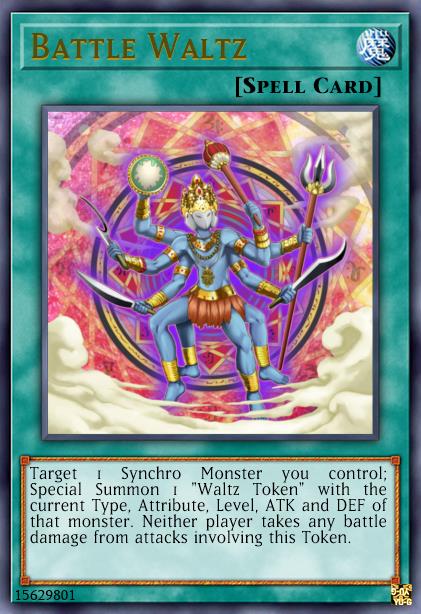 Battle Waltz
魔
[Spell Card]
Target 1 Synchro Monster you control;
Special Summon 1 "Waltz Token" with the
current Type, Attribute, Level, ATK and DEF of
that monster. Neither player takes any battle
damage from attacks involving this Token.
15629801